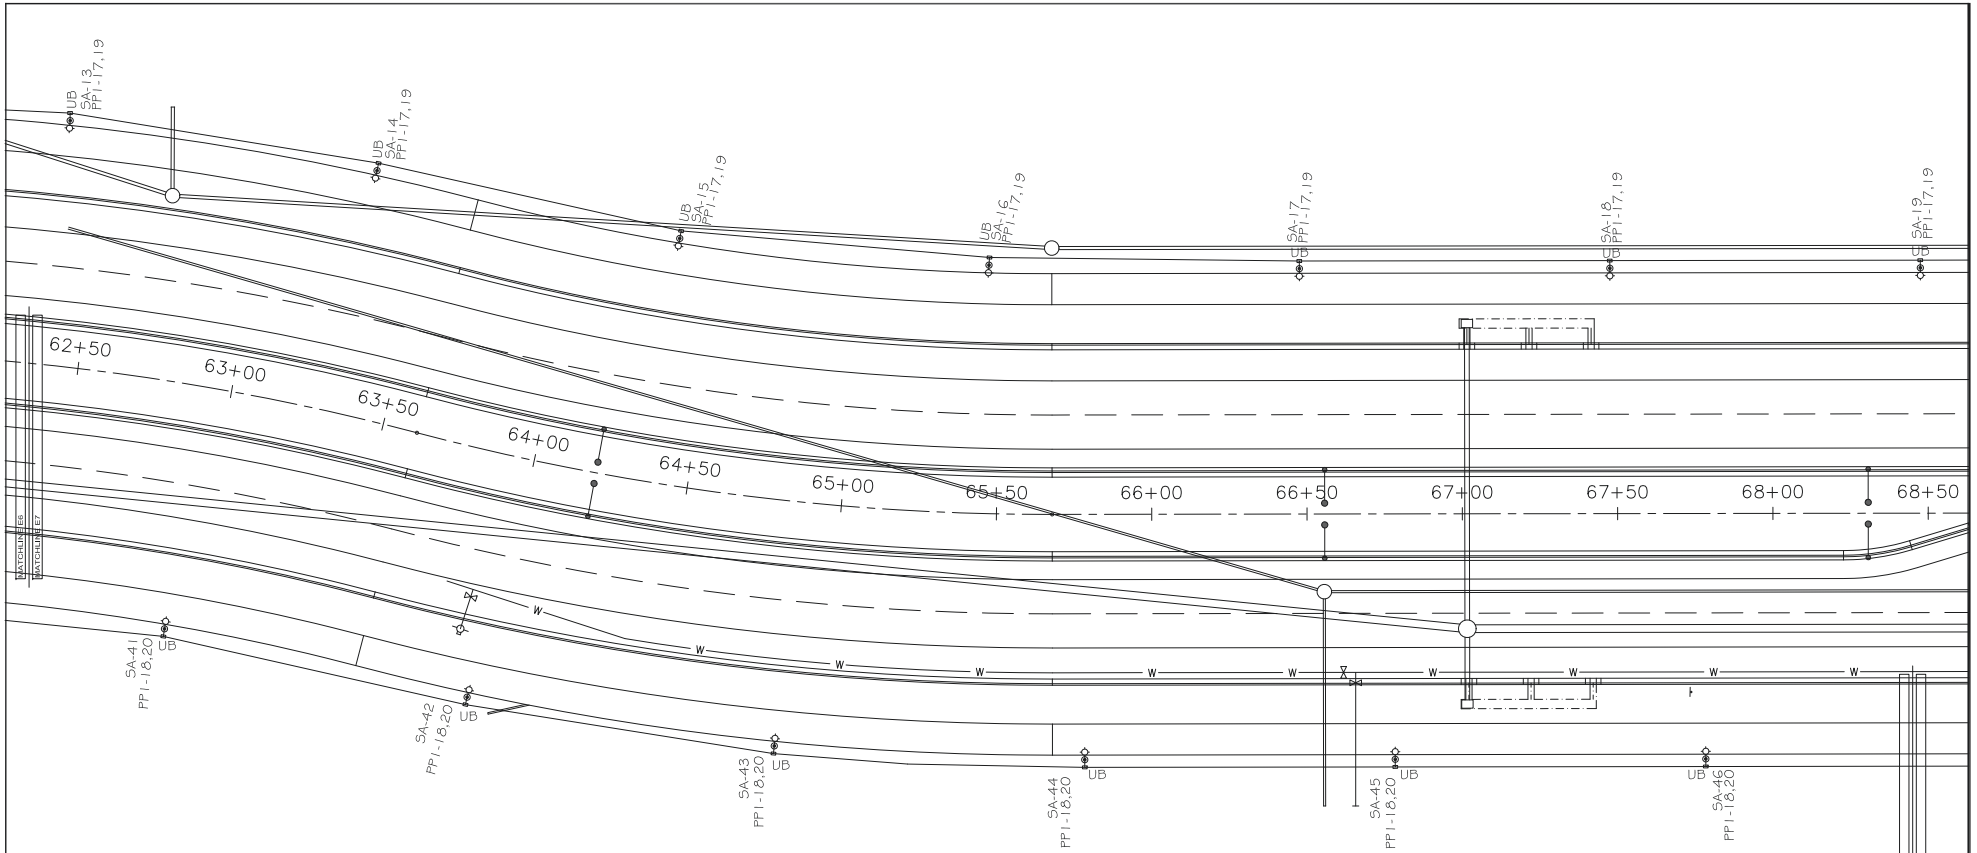 UB
SA-13
PP1-17,19
UB
SA-14
PP1-17,19
UB
SA-15
PP1-17,19
UB
SA-16
PP1-17,19
SA-17
PP1-17,19
UB
SA-18
PP1-17,19
UB
SA-19
PP1-17,19
UB
62+50
63+00
63+50
64+00
64+50
65+00
65+50
66+00
66+50
67+00
67+50
68+00
68+50
MATCHLINE E6
MATCHLINE E7
W
W
W
W
W
W
W
W
W
W
SA-41
PP1-18,20
UB
SA-42
PP1-18,20
UB
SA-43
PP1-18,20
UB
SA-44
PP1-18,20
UB
SA-45
PP1-18,20
UB
UB
SA-46
PP1-18,20